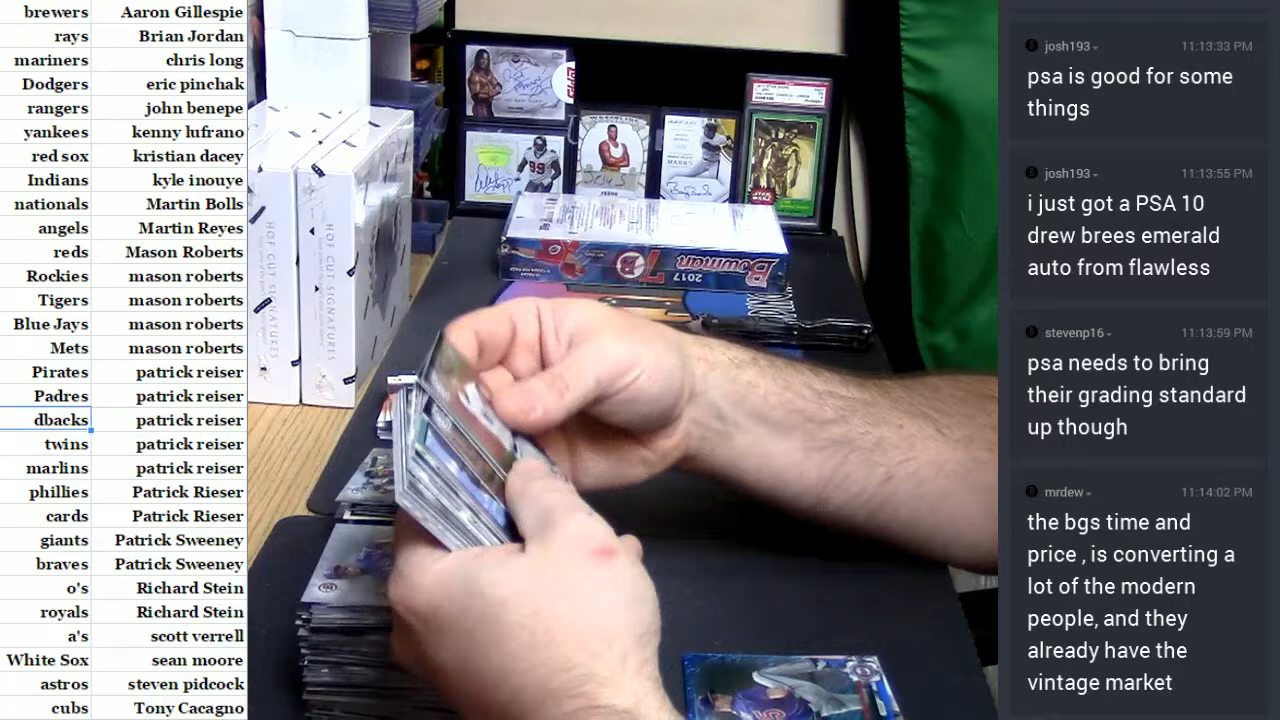 brewers Aaron Gillespie
rays Brian Jordan
mariners chris long
Dodgers eric pinchak
rangers john benepe
yankees kenny lufrano
red sox kristian dacey
Indians kyle inouye
nationals Martin Bolls
angels Martin Reyes
reds Mason Roberts
Rockies mason roberts
Tigers mason roberts
Blue Jays mason roberts
Mets mason roberts
Pirates patrick reiser
Padres patrick reiser
dbacks patrick reiser
twins patrick reiser
marlins patrick reiser
phillies Patrick Rieser
cards Patrick Rieser
giants Patrick Sweeney
braves Patrick Sweeney
o's Richard Stein
royals Richard Stein
a's scott verrell
White Sox sean moore
astros steven pidcock
cubs Tony Cacagno
HOF CUT SIGNATURES
HOF CUT SIGNATURES
99
MARKS
STAR WARS
2017 Bowman
josh193 11:13:33 PM
psa is good for some
things
josh193 11:13:55 PM
i just got a PSA 10
drew brees emerald
auto from flawless
stevenp16 11:13:59 PM
psa needs to bring
their grading standard
up though
mrdew 11:14:02 PM
the bgs time and
price , is converting a
lot of the modern
people, and they
already have the
vintage market